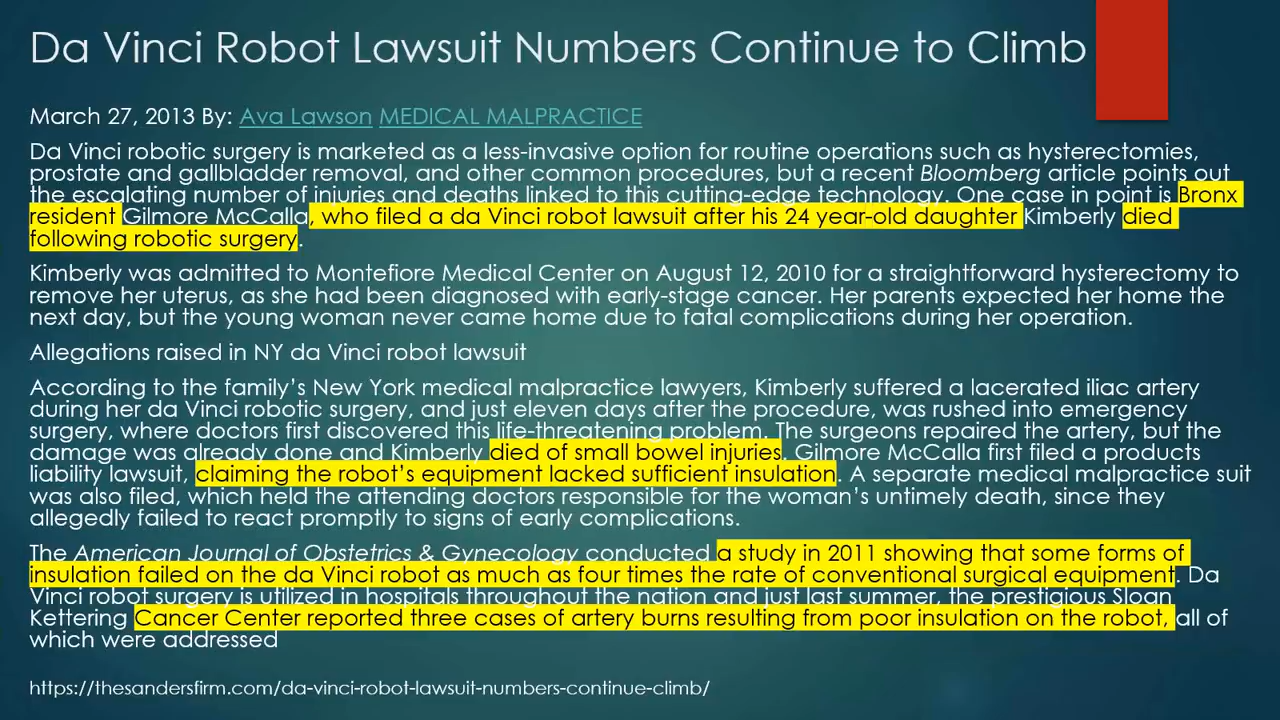 Da Vinci Robot Lawsuit Numbers Continue to Climb
March 27, 2013 By: Ava Lawson MEDICAL MALPRACTICE
Da Vinci robotic surgery is marketed as a less-invasive option for routine operations such as hysterectomies,
prostate and gallbladder removal, and other common procedures, but a recent Bloomberg article points out
the escalating number of injuries and deaths linked to this cutting-edge technology. One case in point is Bronx
resident Gilmore McCalla, who filed a da Vinci robot lawsuit after his 24 year-old daughter Kimberly died
following robotic surgery.
Kimberly was admitted to Montefiore Medical Center on August 12, 2010 for a straightforward hysterectomy to
remove her uterus, as she had been diagnosed with early-stage cancer. Her parents expected her home the
next day, but the young woman never came home due to fatal complications during her operation.
Allegations raised in NY da Vinci robot lawsuit
According to the family's New York medical malpractice lawyers, Kimberly suffered a lacerated iliac artery
during her da Vinci robotic surgery, and just eleven days after the procedure, was rushed into emergency
surgery, where doctors first discovered this life-threatening problem. The surgeons repaired the artery, but the
damage was already done and Kimberly died of small bowel injuries. Gilmore McCalla first filed a products
liability lawsuit, claiming the robot's equipment lacked sufficient insulation. A separate medical malpractice suit
was also filed, which held the attending doctors responsible for the woman's untimely death, since they
allegedly failed to react promptly to signs of early complications.
The American Journal of Obstetrics & Gynecology conducted a study in 2011 showing that some forms of
insulation failed on the da Vinci robot as much as four times the rate of conventional surgical equipment. Da
Vinci robot surgery is utilized in hospitals throughout the nation and just last summer, the prestigious Sloan
Kettering Cancer Center reported three cases of artery burns resulting from poor insulation on the robot, all of
which were addressed
https://thesandersfirm.com/da-vinci-robot-lawsuit-numbers-continue-climb/